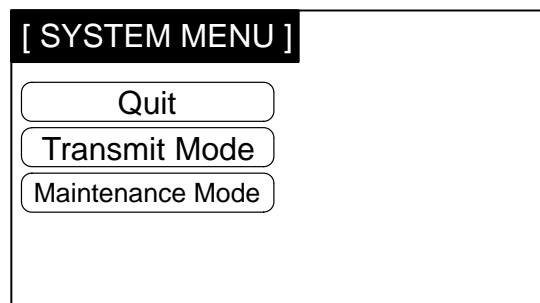 [ SYSTEM MENU ]
Quit
Transmit Mode
Maintenance Mode